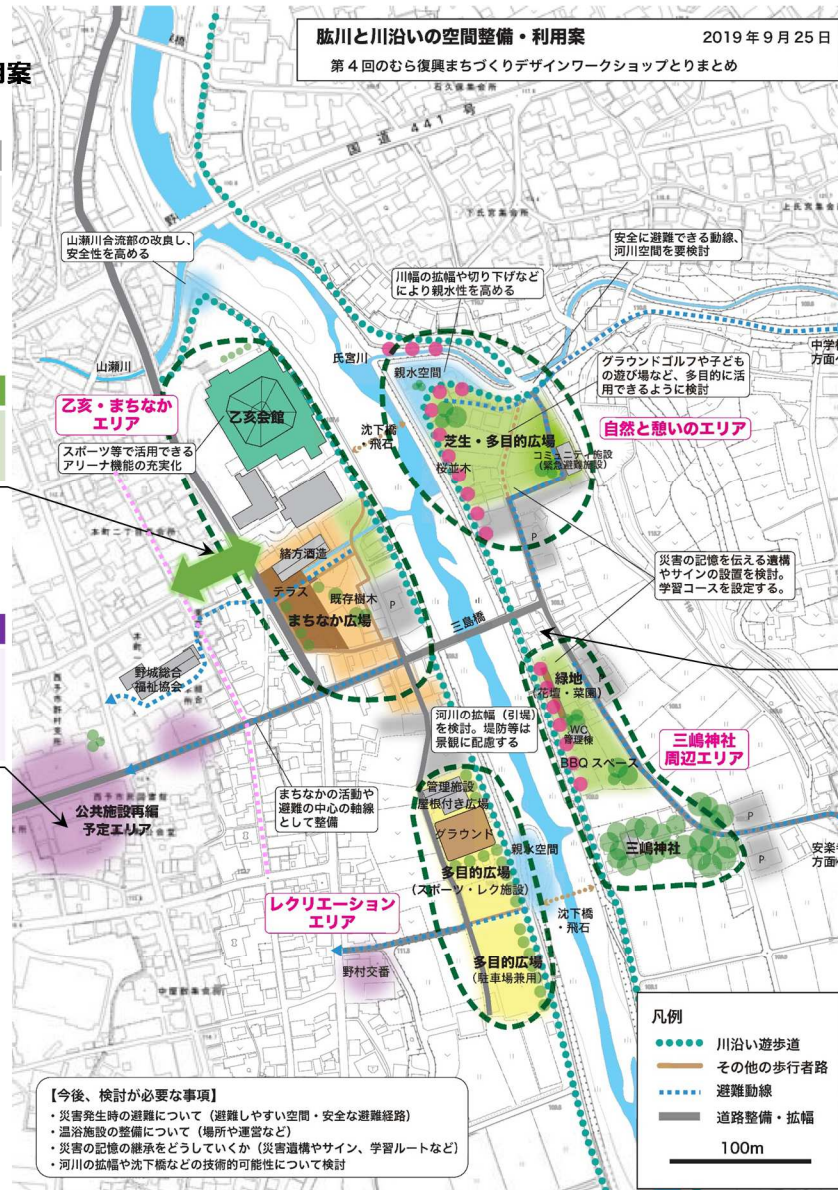 肱川と川沿いの空間整備・利用案
2019年9月25日
第4回のむら復興まちづくりデザインワークショップとりまとめ
用案
石久保集会所
国道441号
下氏宮集会所
山瀬川合流部の改良し、
安全性を高める
安全に避難できる動線、
河川空間を要検討
川幅の拡幅や切り下げなど
により親水性を高める
山瀬川
氏宮川
親水空間
グラウンドゴルフや子ども
の遊び場など、多目的に活
用できるように検討
乙亥・まちなか
エリア
乙亥会館
沈下橋
・飛石
芝生・多目的広場
自然と憩いのエリア
スポーツ等で活用できる
アリーナ機能の充実化
桜並木
コミュニティ施設
(緊急避難施設)
P
緒方酒造
災害の記憶を伝える遺構
やサインの設置を検討。
学習コースを設定する。
テラス
既存樹木
P
まちなか広場
三島橋
野城総合
福祉協会
緑地
(花壇・菜園)
WC
管理棟
BBQスペース
三嶋神社
周辺エリア
河川の拡幅(引堤)
を検討。堤防等は
景観に配慮する
まちなかの活動や
避難の中心の軸線
として整備
公共施設再編
予定エリア
管理施設
屋根付き広場
グラウンド
親水空間
三嶋神社
P
P
多目的広場
(スポーツ・レク施設)
レクリエーション
エリア
沈下橋
・飛石
野村交番
多目的広場
(駐車場兼用)
凡例
川沿い遊歩道
その他の歩行者路
避難動線
道路整備・拡幅
100m
【今後、検討が必要な事項】
・災害発生時の避難について(避難しやすい空間・安全な避難経路)
・温浴施設の整備について(場所や運営など)
・災害の記憶の継承をどうしていくか(災害遺構やサイン、学習ルートなど)
・河川の拡幅や沈下橋などの技術的可能性について検討